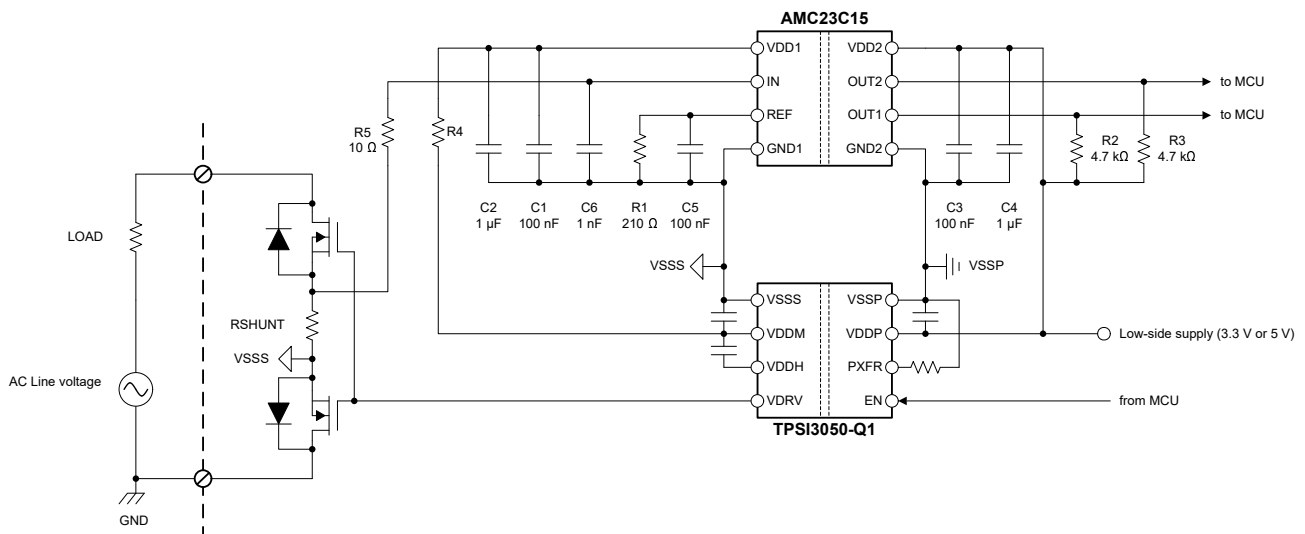 AMC23C15
VDD1
VDD2
IN
OUT2
to MCU
REF
OUT1
to MCU
R5
10 Ω
R4
R2
4.7 kΩ
R3
4.7 kΩ
GND1
GND2
C2
1 µF
C1
100 nF
C6
1 nF
R1
210 Ω
C5
100 nF
C3
100 nF
C4
1 µF
LOAD
VSSS
VSSP
VSSS
VSSP
RSHUNT
VDDM
VDDP
Low-side supply (3.3 V or 5 V)
VSSS
VDDH
PXFR
AC Line voltage
VDRV
EN
from MCU
TPSI3050-Q1
GND